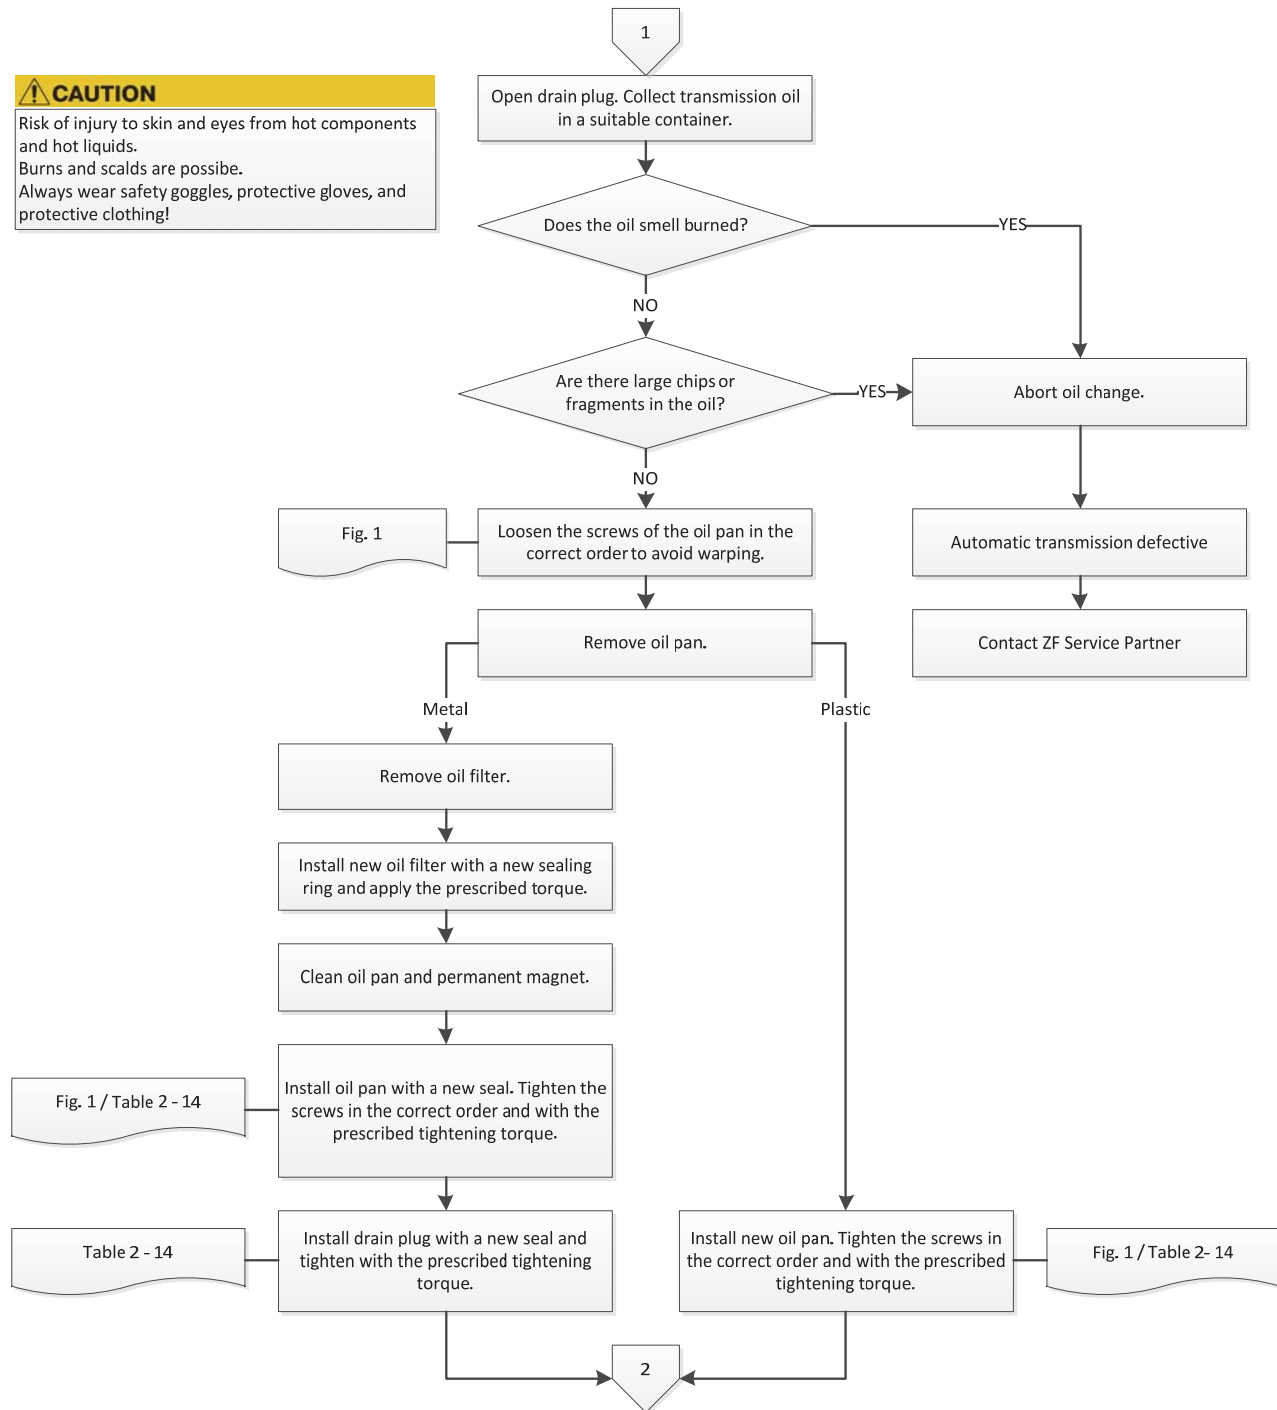 1
CAUTION
Risk of injury to skin and eyes from hot components
and hot liquids.
Burns and scalds are possibe.
Always wear safety goggles, protective gloves, and
protective clothing!
Open drain plug. Collect transmission oil
in a suitable container.
Does the oil smell burned?
YES
NO
Are there large chips or
fragments in the oil?
YES
Abort oil change.
NO
Fig. 1
Loosen the screws of the oil pan in the
correct order to avoid warping.
Automatic transmission defective
Remove oil pan.
Contact ZF Service Partner
Metal
Plastic
Remove oil filter.
Install new oil filter with a new sealing
ring and apply the prescribed torque.
Clean oil pan and permanent magnet.
Fig. 1 / Table 2 - 14
Install oil pan with a new seal. Tighten the
screws in the correct order and with the
prescribed tightening torque.
Table 2 - 14
Install drain plug with a new seal and
tighten with the prescribed tightening
torque.
Install new oil pan. Tighten the screws in
the correct order and with the prescribed
tightening torque.
Fig. 1 / Table 2- 14
2